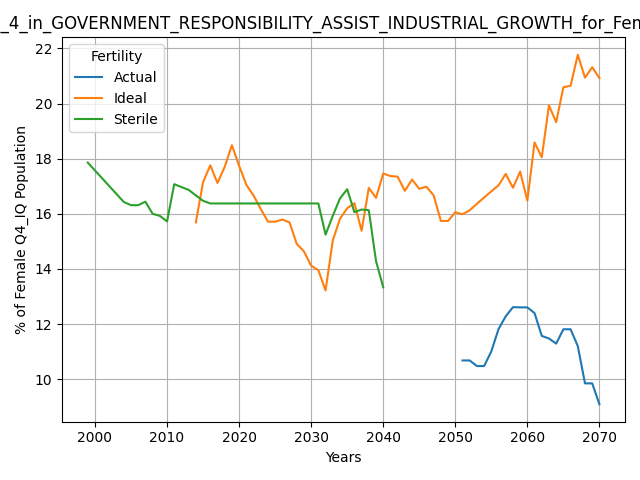 _4_in_GOVERNMENT_RESPONSIBILITY_ASSIST_INDUSTRIAL_GROWTH_for_Fem
Fertility
Actual
Ideal
Sterile
% of Female Q4_IQ Population
22
20
18
16
14
12
10
2000 2010 2020 2030 2040 2050 2060 2070
Years